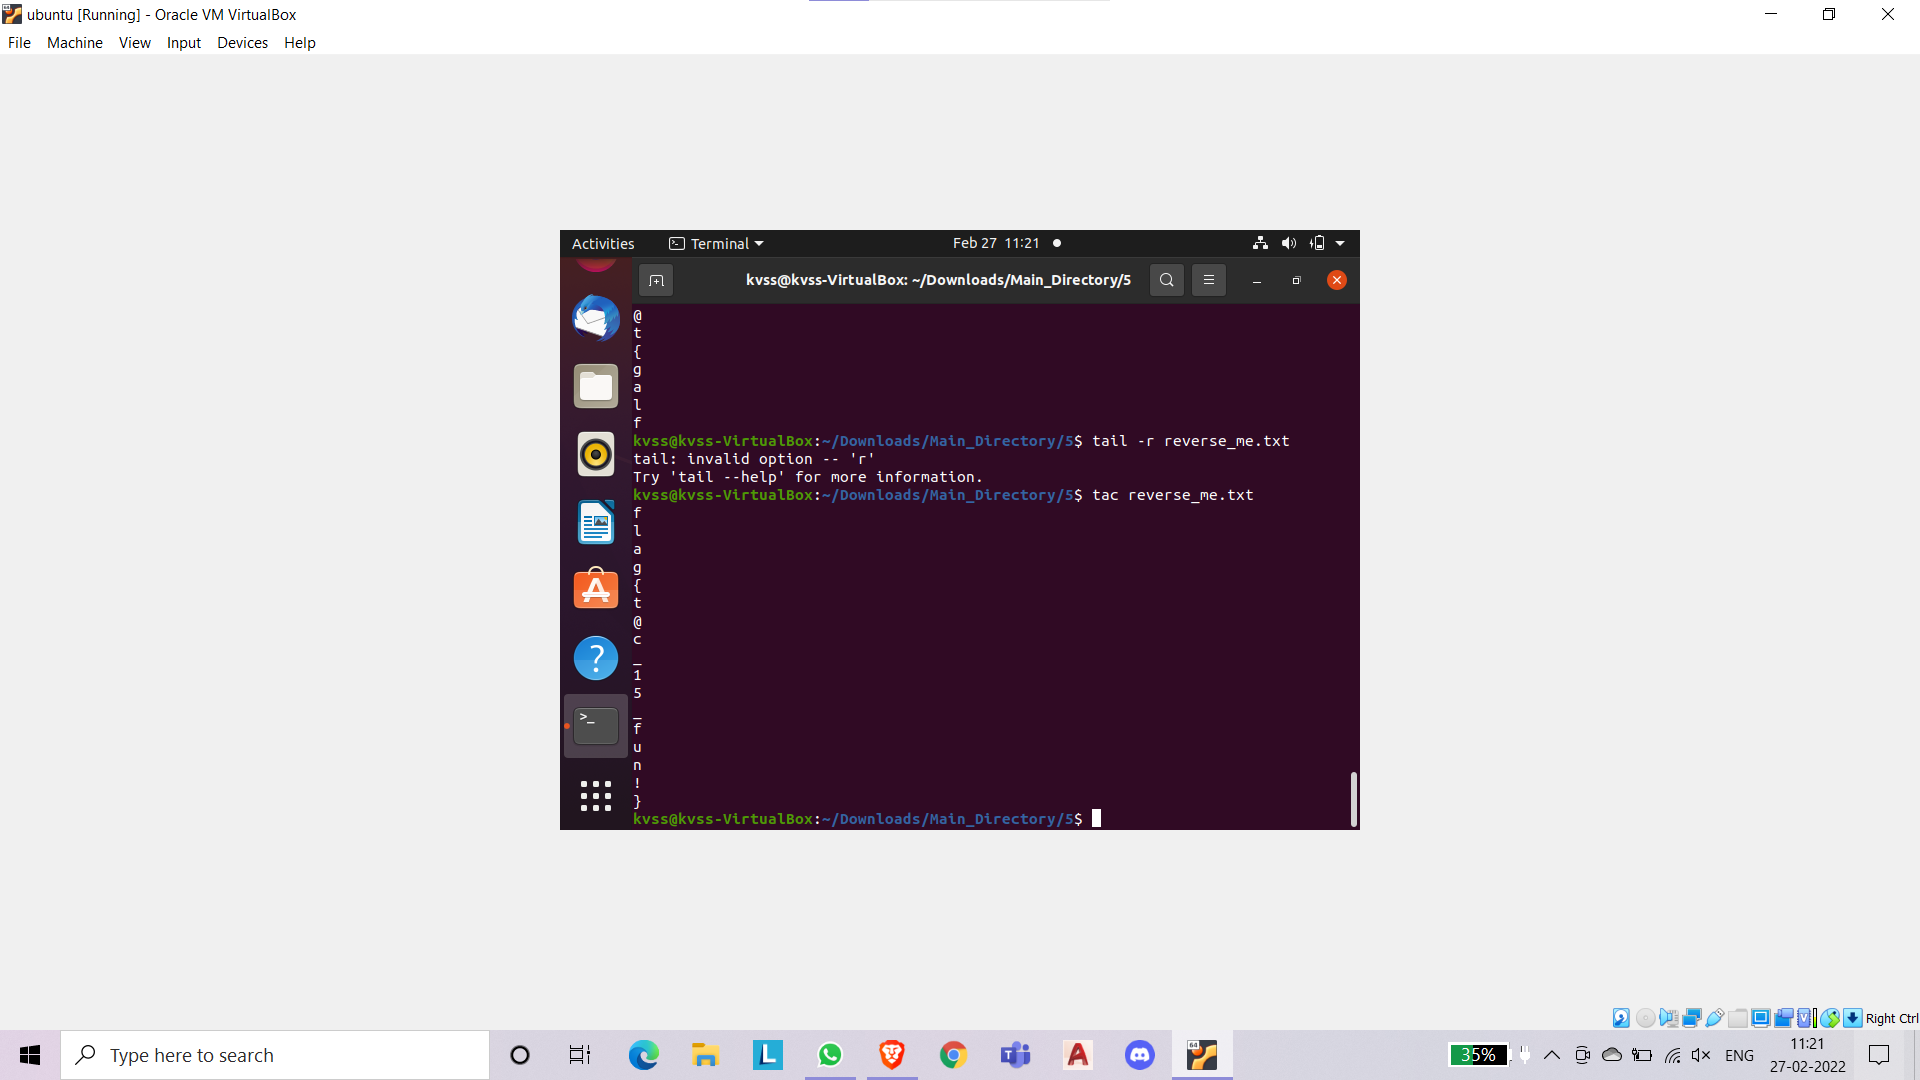 ubuntu [Running] - Oracle VM VirtualBox
File Machine View Input Devices Help
Activities Terminal Feb 27 11:21
kvss@kvss-VirtualBox: ~/Downloads/Main_Directory/5
@
t
{
g
a
l
f
kvss@kvss-VirtualBox:~/Downloads/Main_Directory/5$ tail -r reverse_me.txt
tail: invalid option -- 'r'
Try 'tail --help' for more information.
kvss@kvss-VirtualBox:~/Downloads/Main_Directory/5$ tac reverse_me.txt
f
l
a
g
{
t
@
c
_
1
5
_
f
u
n
!
}
kvss@kvss-VirtualBox:~/Downloads/Main_Directory/5$
Right Ctrl
Type here to search
35%
ENG
11:21
27-02-2022